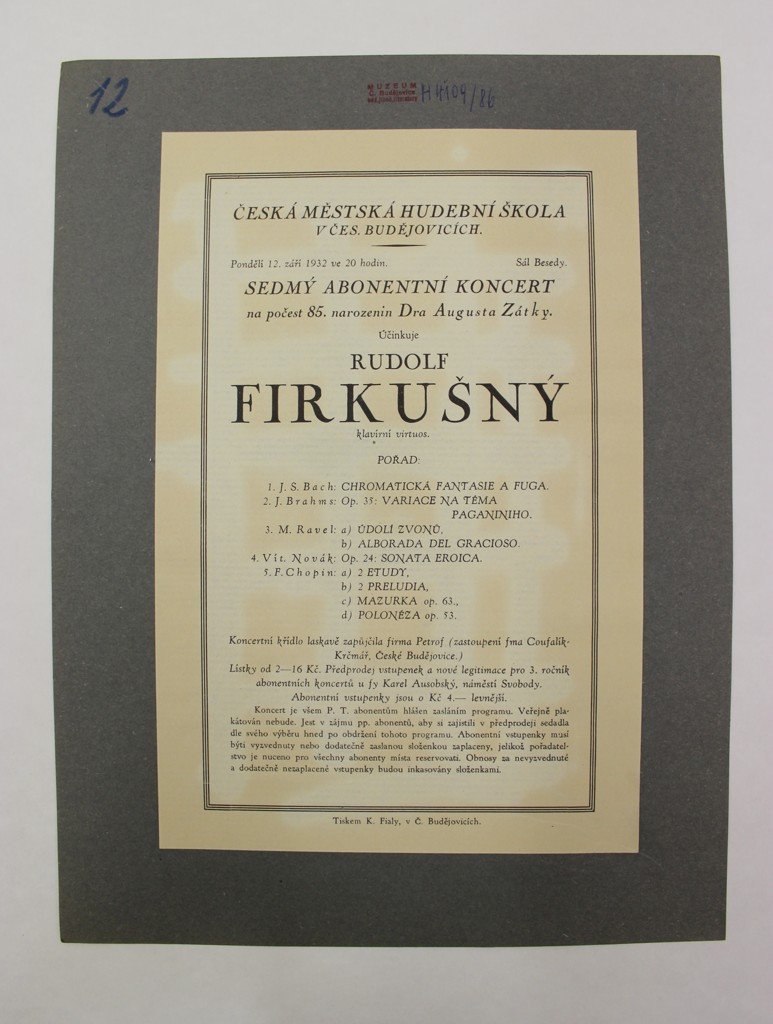 12
MUZEUM
Č. Budějovice
H 4109/86
ČESKÁ MĚSTSKÁ HUDEBNÍ ŠKOLA
V ČES. BUDĚJOVICÍCH.
Pondělí 12. září 1932 ve 20 hodin. Sál Besedy.
SEDMÝ ABONENTNÍ KONCERT
na počest 85. narozenin Dra Augusta Zátky.
Účinkuje
RUDOLF
FIRKUŠNÝ
klavírní virtuos.
POŘAD:
1. J. S. Bach: CHROMATICKÁ FANTASIE A FUGA.
2. J. Brahms: Op. 35: VARIACE NA TÉMA
PAGANINIHO.
3. M. Ravel: a) ÚDOLÍ ZVONŮ,
b) ALBORADA DEL GRACIOSO.
4. Vít. Novák: Op. 24: SONATA EROICA.
5. F. Chopin: a) 2 ETUDY,
b) 2 PRELUDIA,
c) MAZURKA op. 63.,
d) POLONÉZA op. 53.
Koncertní křídlo laskavě zapůjčila firma Petrof (zastoupení fma Coufalík-
Krčmář, České Budějovice.)
Lístky od 2—16 Kč. Předprodej vstupenek a nové legitimace pro 3. ročník
abonentních koncertů u fy Karel Ausobský, náměstí Svobody.
Abonentní vstupenky jsou o Kč 4.— levnější.
Koncert je všem P. T. abonentům hlášen zasláním programu. Veřejně pla-
kátován nebude. Jest v zájmu pp. abonentů, aby si zajistili v předprodeji sedadla
dle svého výběru hned po obdržení tohoto programu. Abonentní vstupenky musí
býti vyzvednuty nebo dodatečně zaslanou složenkou zaplaceny, jelikož pořadatel-
stvo je nuceno pro všechny abonenty místa reservovati. Obnosy za nevyzvednuté
a dodatečně nezaplacené vstupenky budou inkasovány složenkami.
Tiskem K. Fialy, v Č. Budějovicích.